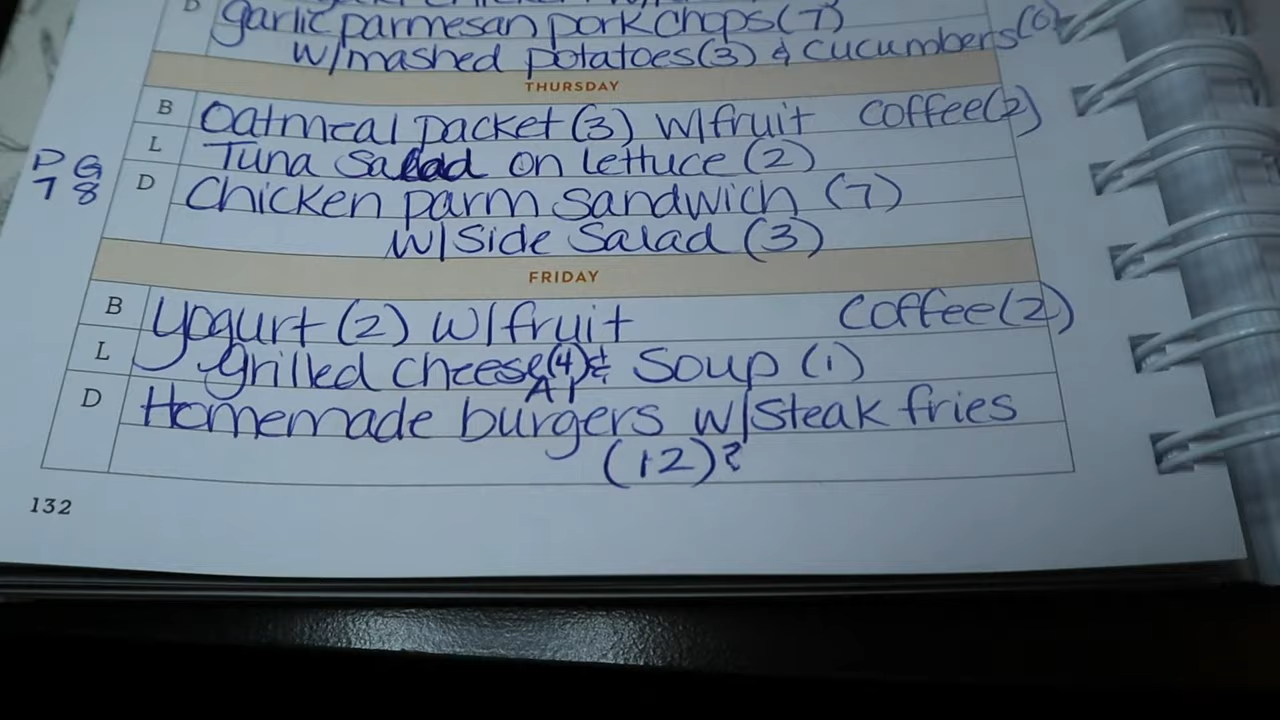 D garlic parmesan pork chops (7)
w/mashed potatoes (3) & cucumbers (0)
THURSDAY
B Oatmeal packet (3) w/fruit coffee (2)
L Tuna salad on lettuce (2)
P G
7 8
D Chicken parm sandwich (7)
w/side salad (3)
FRIDAY
B yogurt (2) w/fruit coffee (2)
L grilled cheese (4) & soup (1)
D Homemade burgers w/steak fries
(12)?
132